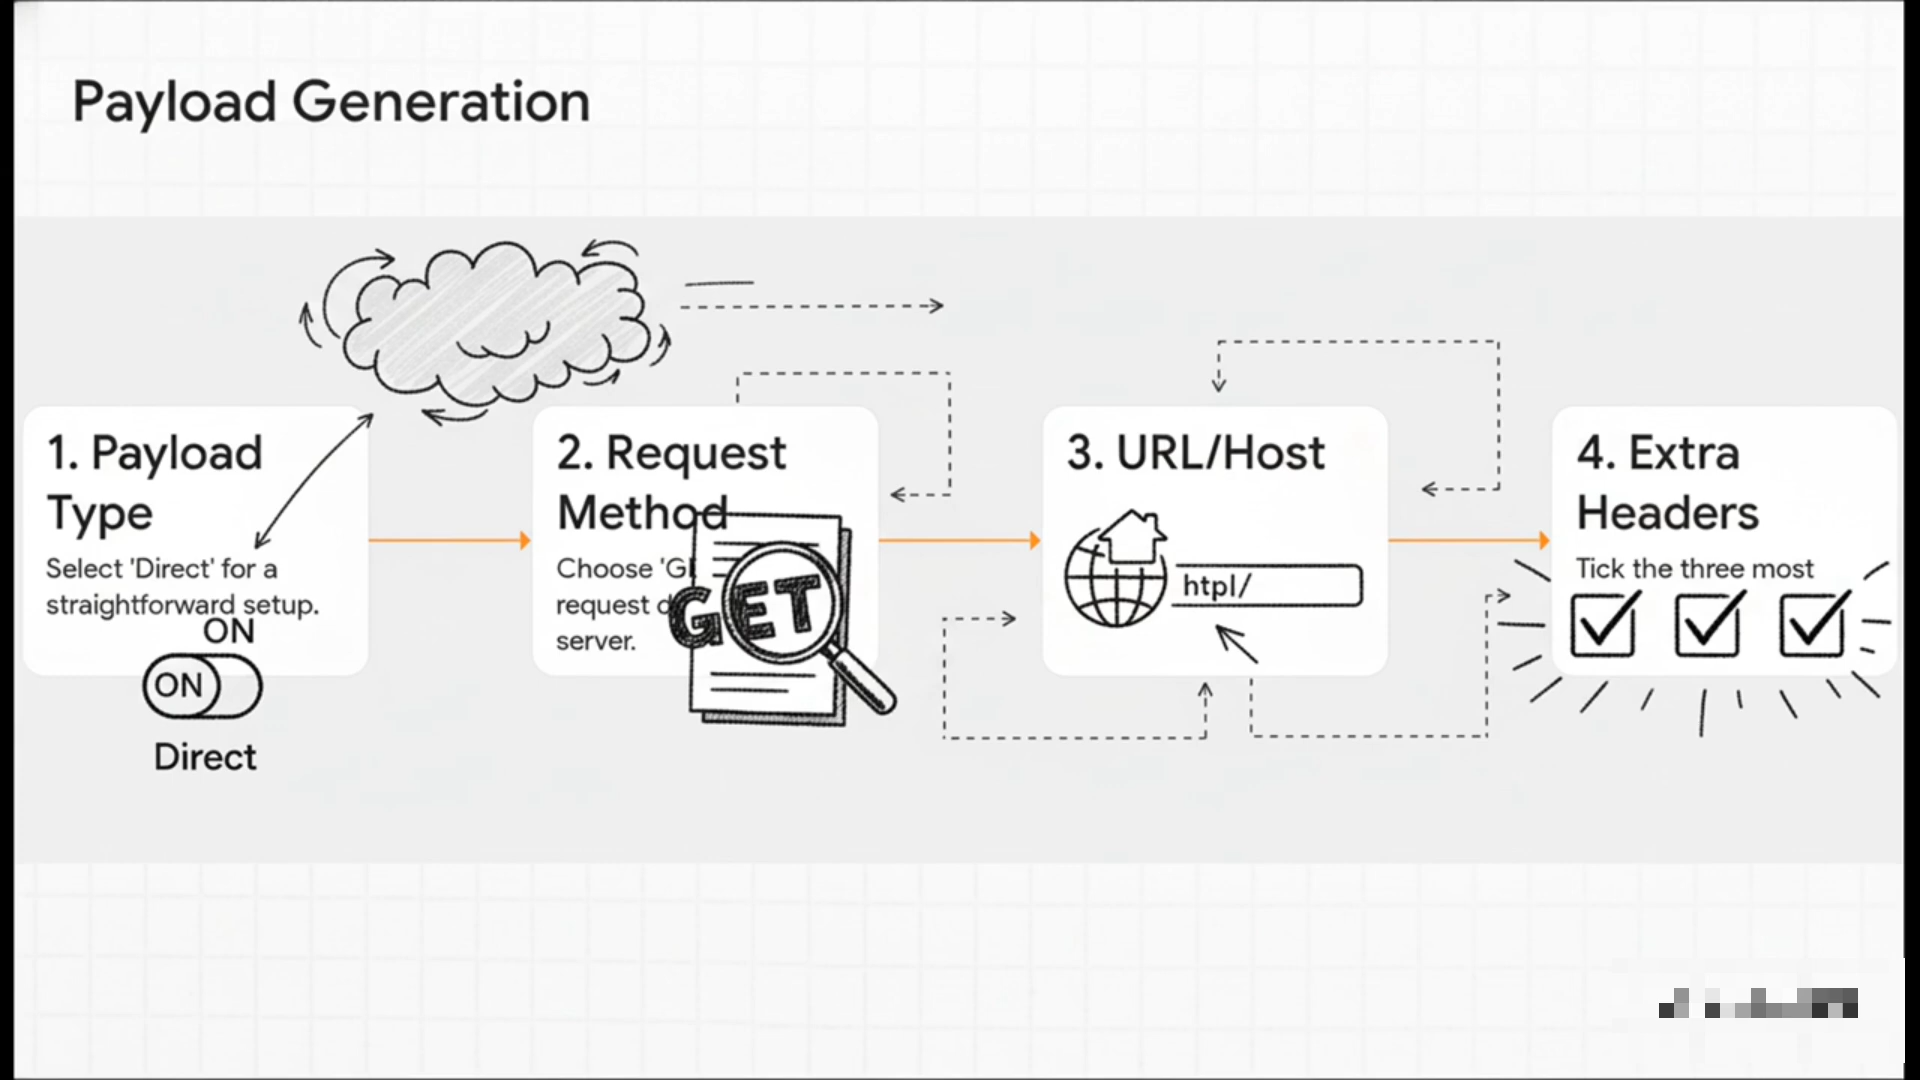 Payload Generation
1. Payload
Type
Select 'Direct' for a
straightforward setup.
ON
ON
Direct
2. Request
Method
Choose
request
server.
GET
3. URL/Host
htpl/
4. Extra
Headers
Tick the three most